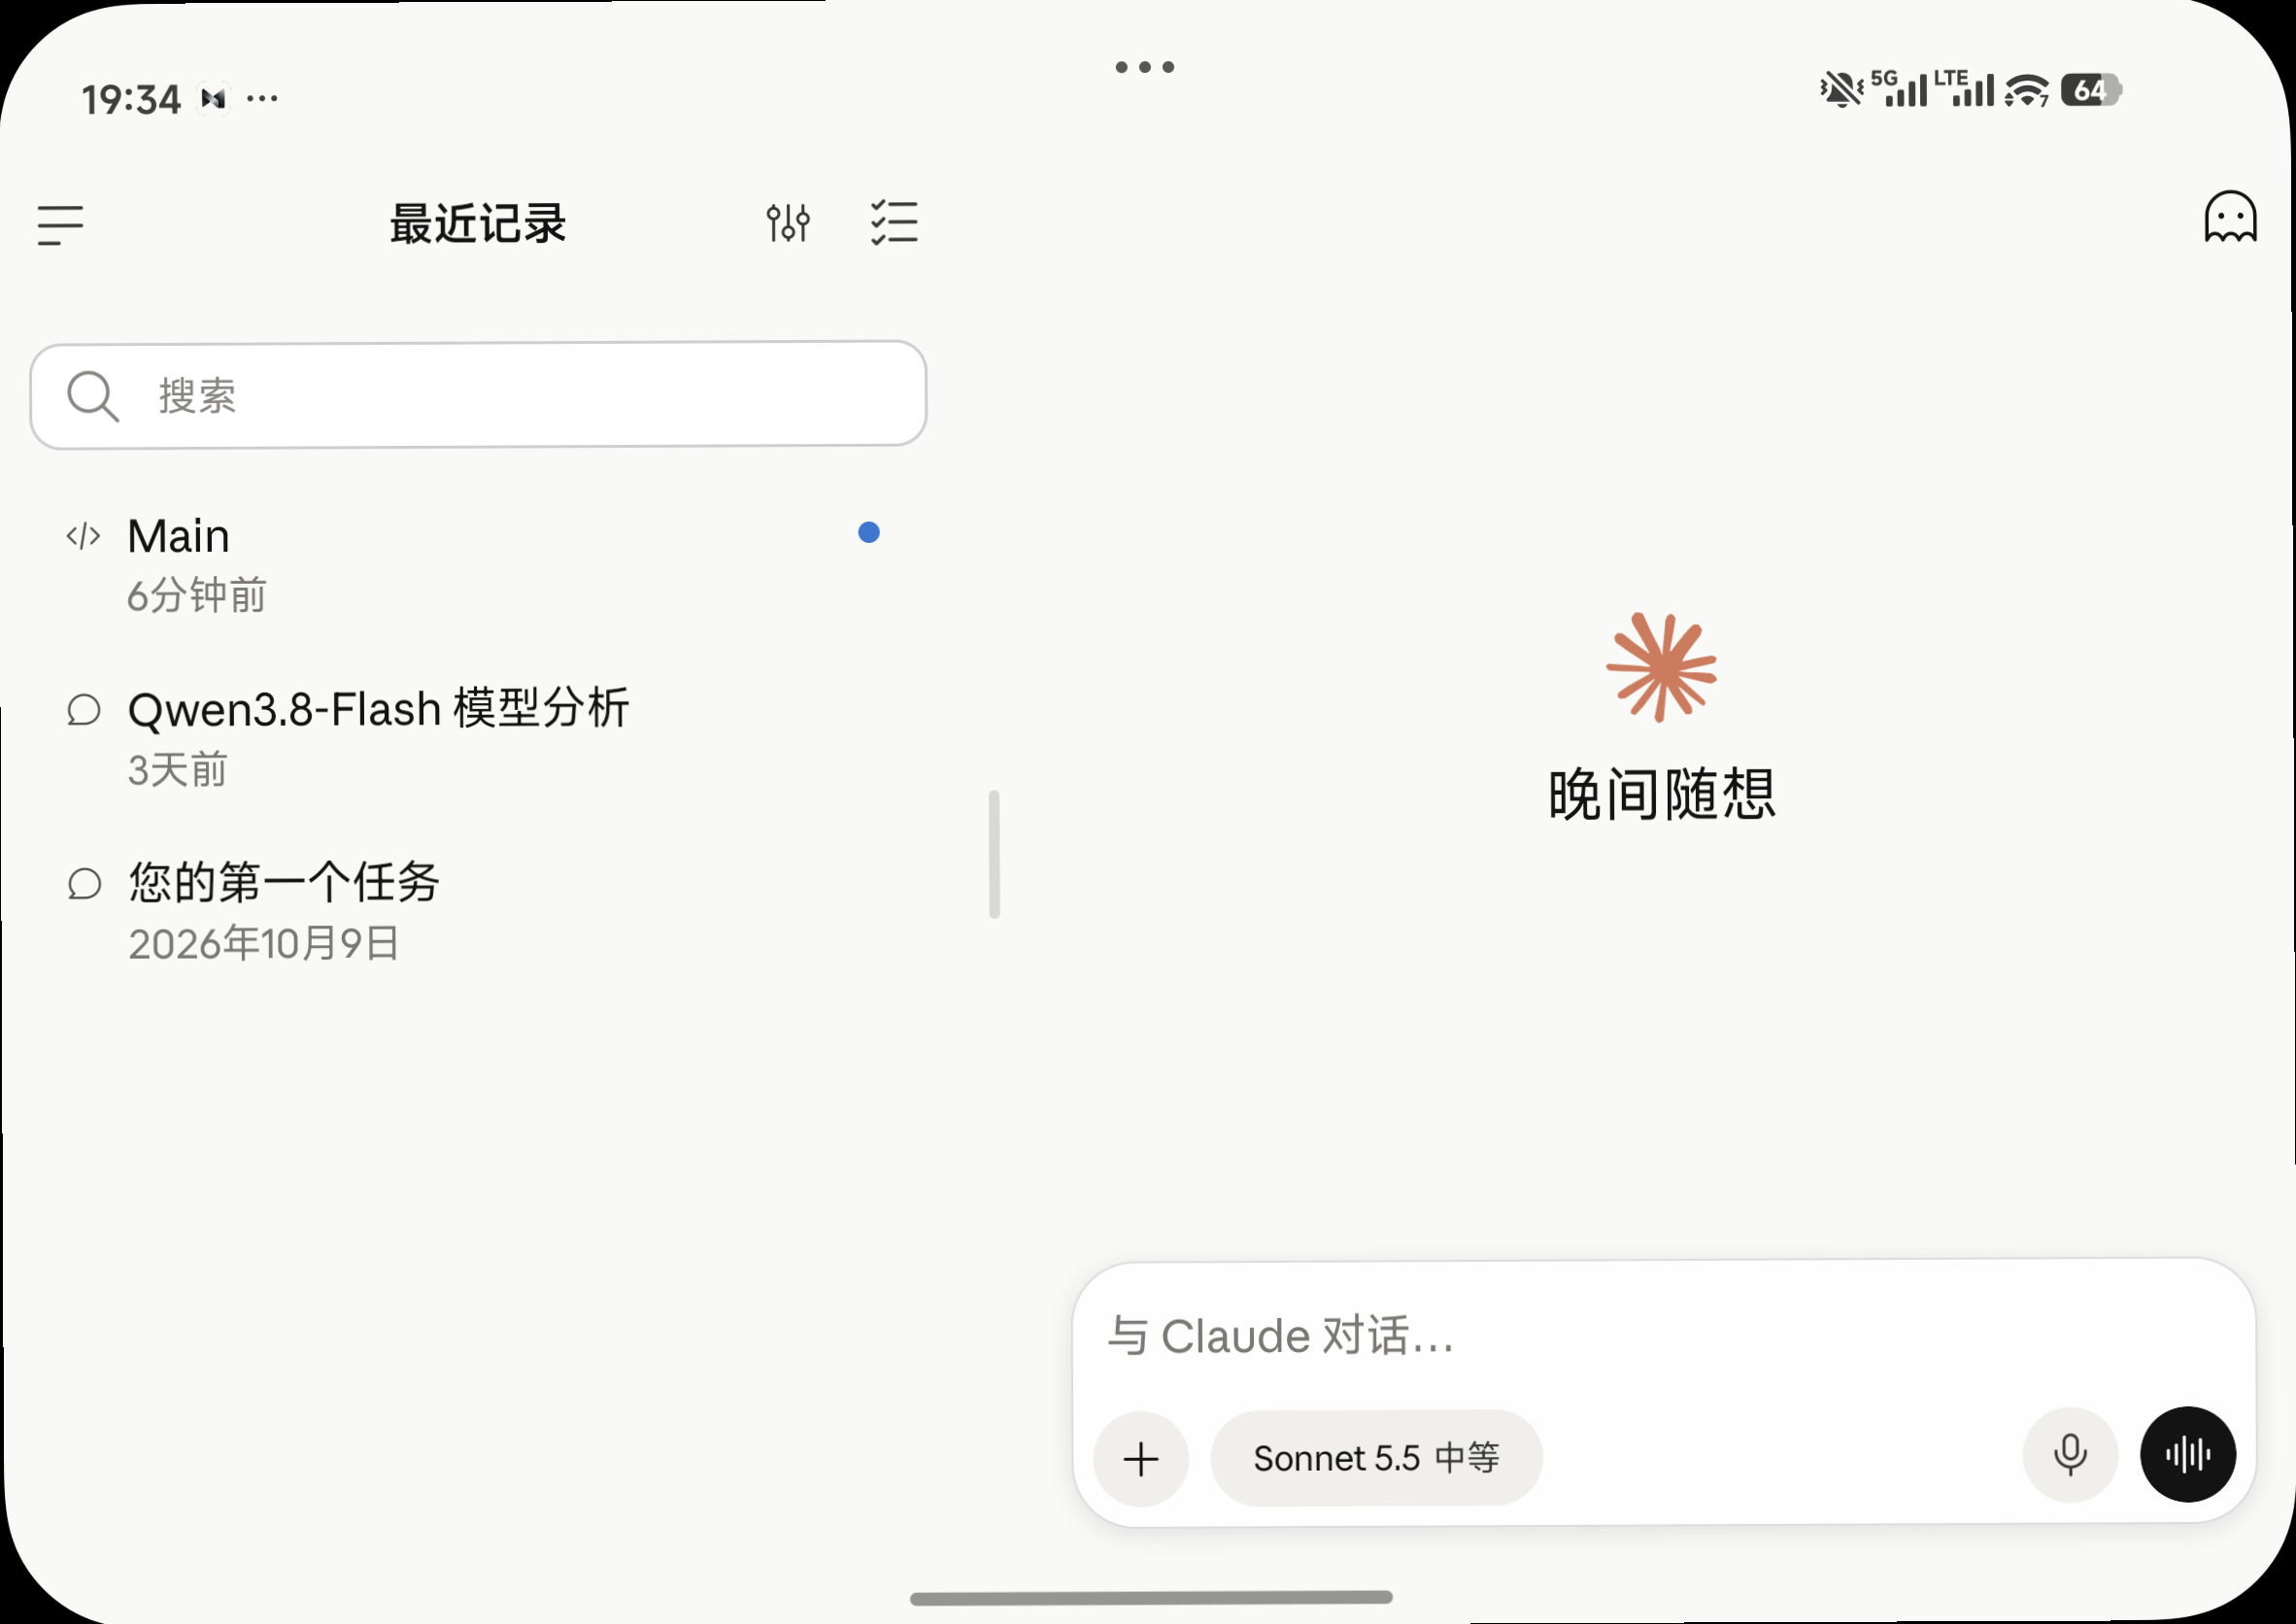 19:34
5G LTE 7 64
最近记录
搜索
Main
6分钟前
Qwen3.8-Flash 模型分析
3天前
您的第一个任务
2026年10月9日
晚间随想
与 Claude 对话...
Sonnet 5.5 中等